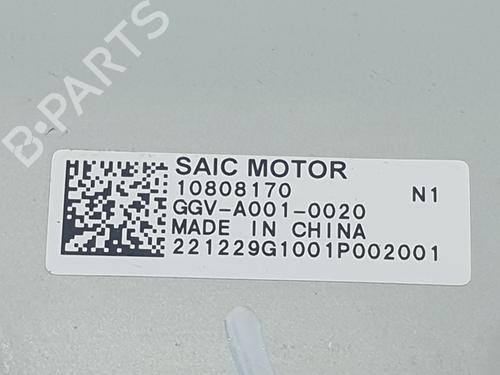 B-PARTS
SAIC MOTOR
10808170 N1
GGV-A001-0020
MADE IN CHINA
221229G1001P002001